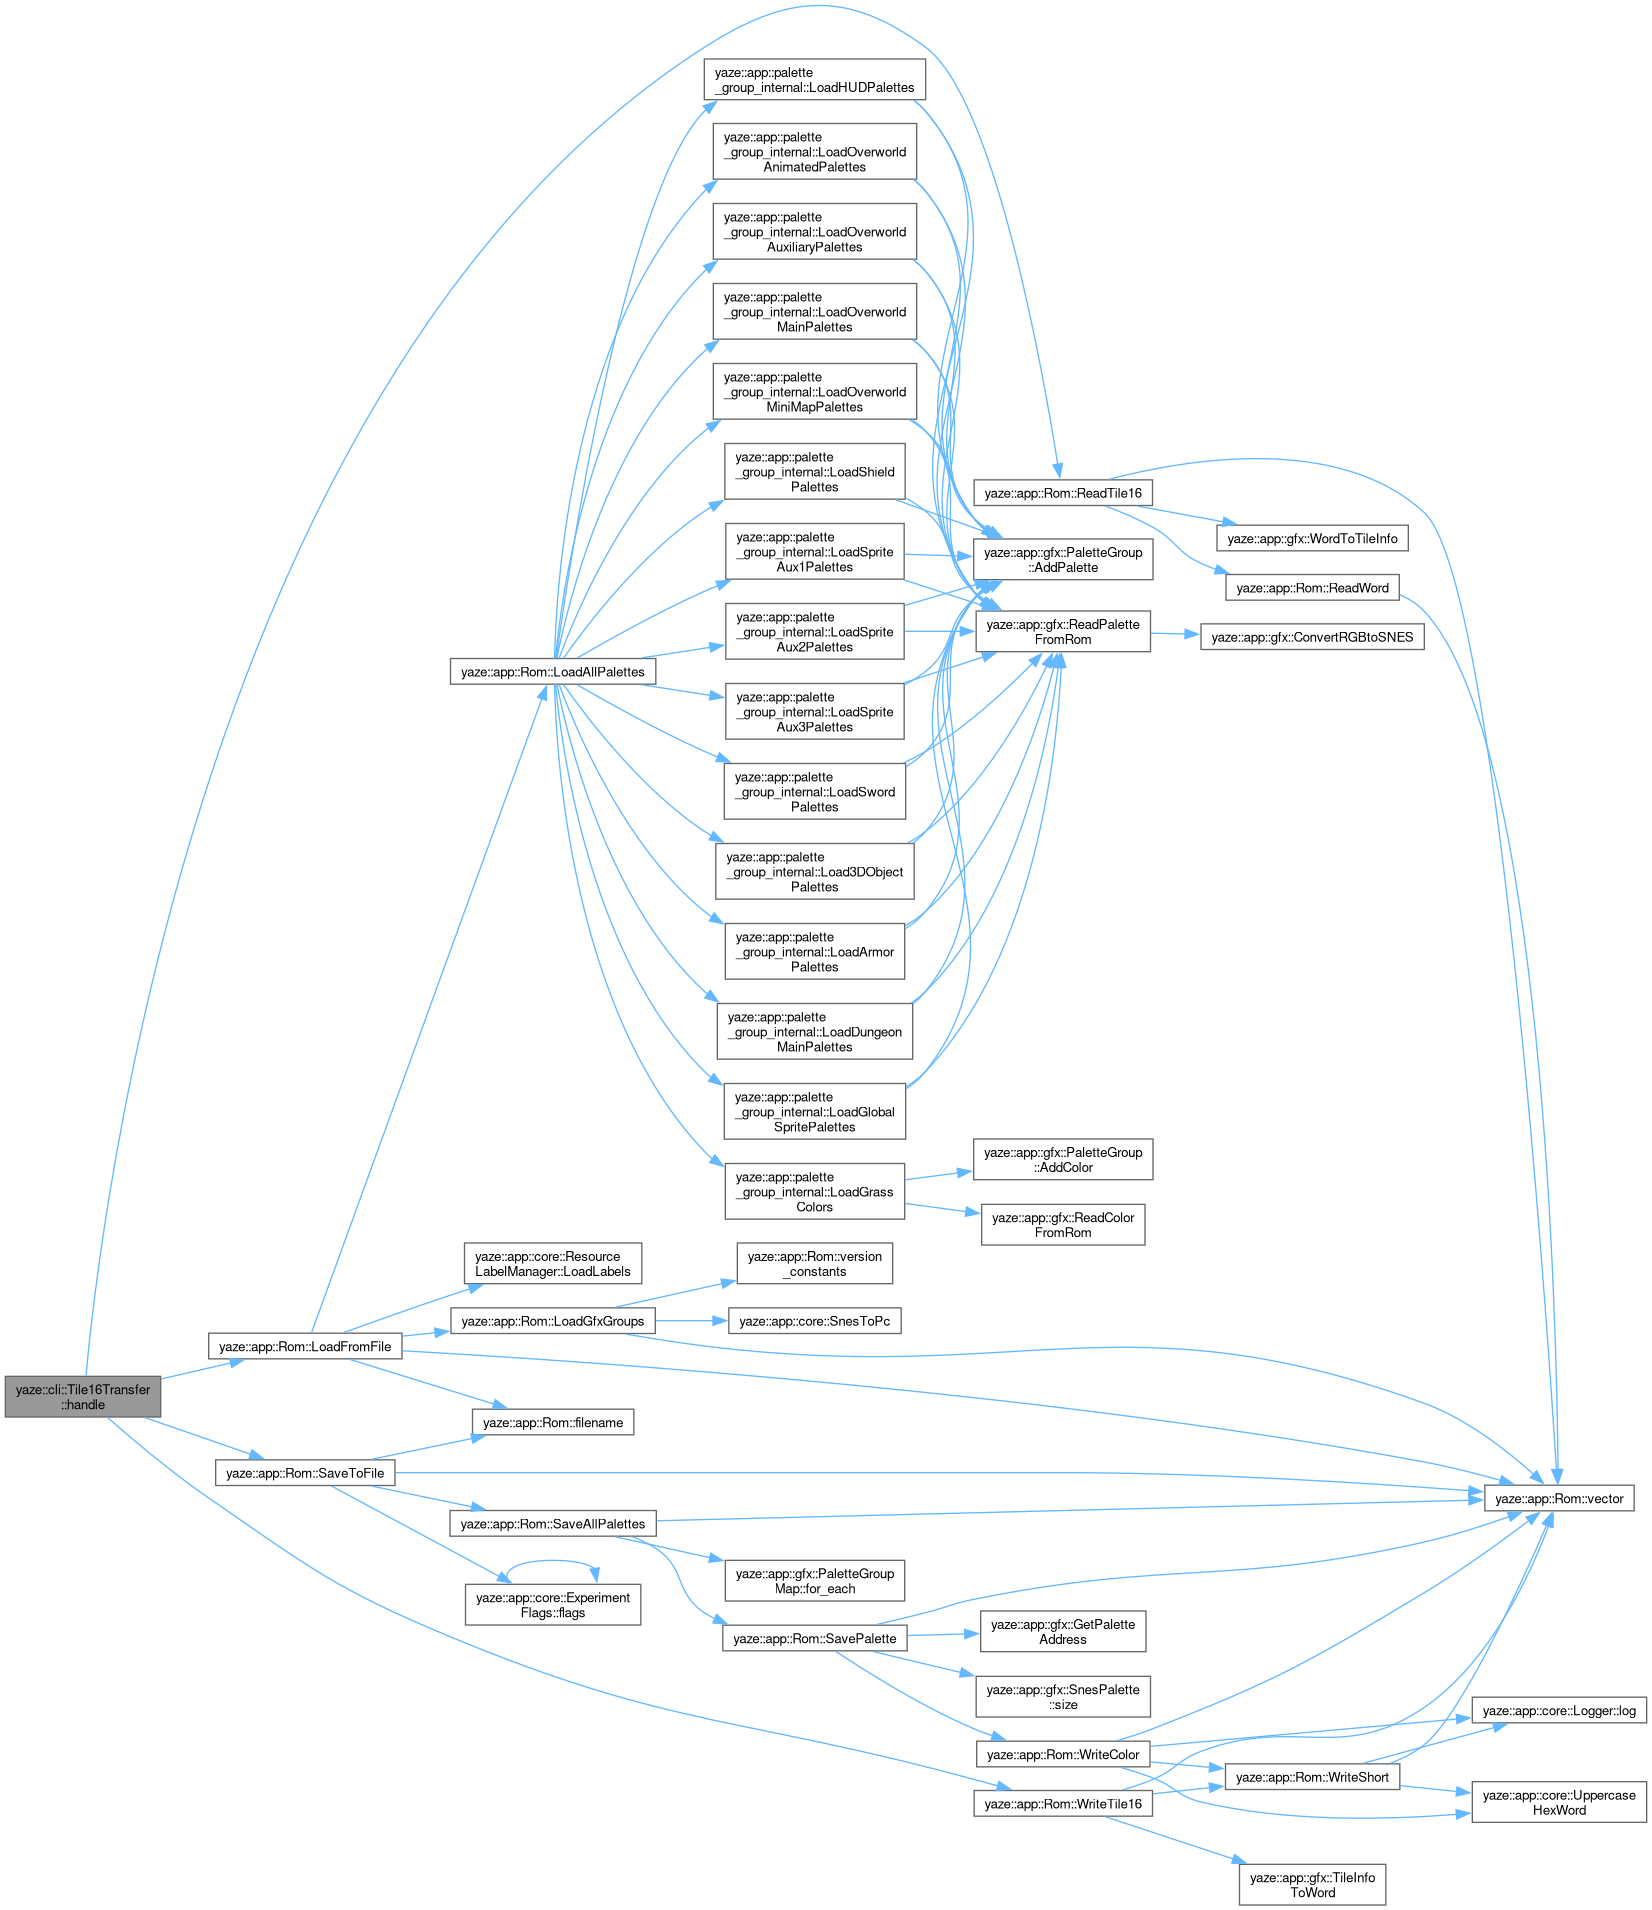 yaze::app::palette
_group_internal::LoadHUDPalettes
yaze::app::palette
_group_internal::LoadOverworld
AnimatedPalettes
yaze::app::palette
_group_internal::LoadOverworld
AuxiliaryPalettes
yaze::app::palette
_group_internal::LoadOverworld
MainPalettes
yaze::app::palette
_group_internal::LoadOverworld
MiniMapPalettes
yaze::app::palette
_group_internal::LoadShield
Palettes
yaze::app::Rom::ReadTile16
yaze::app::gfx::WordToTileInfo
yaze::app::palette
_group_internal::LoadSprite
Aux1Palettes
yaze::app::gfx::PaletteGroup
::AddPalette
yaze::app::Rom::ReadWord
yaze::app::palette
_group_internal::LoadSprite
Aux2Palettes
yaze::app::gfx::ReadPalette
FromRom
yaze::app::gfx::ConvertRGBtoSNES
yaze::app::Rom::LoadAllPalettes
yaze::app::palette
_group_internal::LoadSprite
Aux3Palettes
yaze::app::palette
_group_internal::LoadSword
Palettes
yaze::app::palette
_group_internal::Load3DObject
Palettes
yaze::app::palette
_group_internal::LoadArmor
Palettes
yaze::app::palette
_group_internal::LoadDungeon
MainPalettes
yaze::app::palette
_group_internal::LoadGlobal
SpritePalettes
yaze::app::palette
_group_internal::LoadGrass
Colors
yaze::app::gfx::PaletteGroup
::AddColor
yaze::app::gfx::ReadColor
FromRom
yaze::app::core::Resource
LabelManager::LoadLabels
yaze::app::Rom::version
_constants
yaze::app::Rom::LoadGfxGroups
yaze::app::core::SnesToPc
yaze::app::Rom::LoadFromFile
yaze::cli::Tile16Transfer
::handle
yaze::app::Rom::filename
yaze::app::Rom::SaveToFile
yaze::app::Rom::vector
yaze::app::Rom::SaveAllPalettes
yaze::app::gfx::PaletteGroup
Map::for_each
yaze::app::core::Experiment
Flags::flags
yaze::app::Rom::SavePalette
yaze::app::gfx::GetPalette
Address
yaze::app::gfx::SnesPalette
::size
yaze::app::core::Logger::log
yaze::app::Rom::WriteColor
yaze::app::Rom::WriteShort
yaze::app::Rom::WriteTile16
yaze::app::core::Uppercase
HexWord
yaze::app::gfx::TileInfo
ToWord